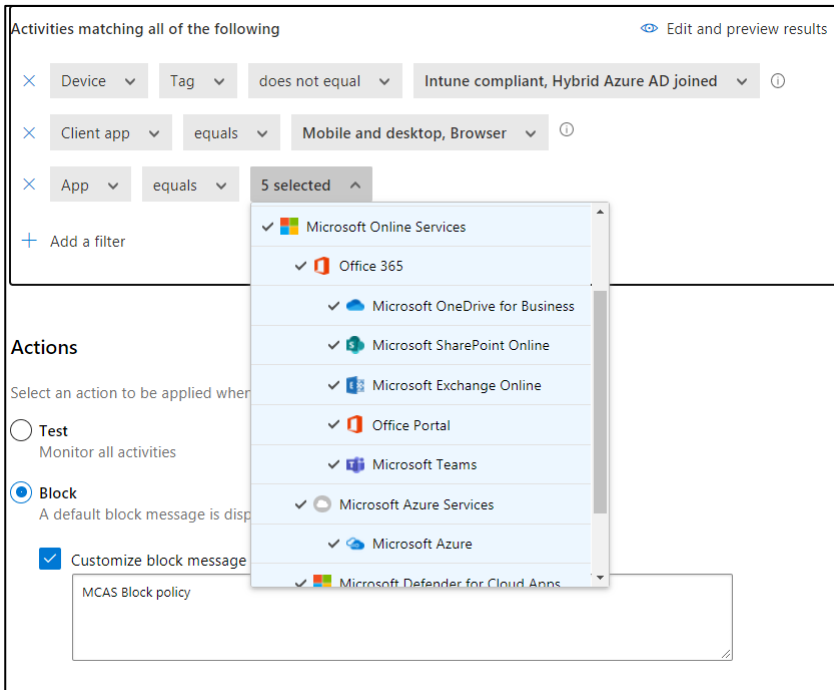 Activities matching all of the following
Edit and preview results
Device Tag does not equal Intune compliant, Hybrid Azure AD joined
Client app equals Mobile and desktop, Browser
App equals 5 selected
Add a filter
Microsoft Online Services
Office 365
Microsoft OneDrive for Business
Microsoft SharePoint Online
Microsoft Exchange Online
Office Portal
Microsoft Teams
Microsoft Azure Services
Microsoft Azure
Microsoft Defender for Cloud Apps
Actions
Select an action to be applied when
Test
Monitor all activities
Block
A default block message is disp
Customize block message
MCAS Block policy